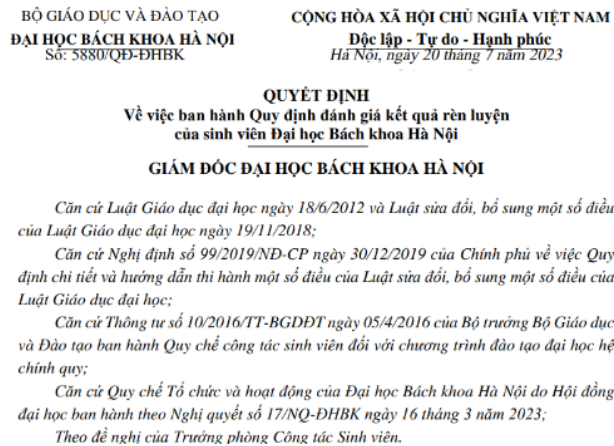 BỘ GIÁO DỤC VÀ ĐÀO TẠO
ĐẠI HỌC BÁCH KHOA HÀ NỘI
Số: 5880/QĐ-ĐHBK
CỘNG HÒA XÃ HỘI CHỦ NGHĨA VIỆT NAM
Độc lập - Tự do - Hạnh phúc
Hà Nội, ngày 20 tháng 7 năm 2023
QUYẾT ĐỊNH
Về việc ban hành Quy định đánh giá kết quả rèn luyện
của sinh viên Đại học Bách khoa Hà Nội
GIÁM ĐỐC ĐẠI HỌC BÁCH KHOA HÀ NỘI
Căn cứ Luật Giáo dục đại học ngày 18/6/2012 và Luật sửa đổi, bổ sung một số điều
của Luật Giáo dục đại học ngày 19/11/2018;
Căn cứ Nghị định số 99/2019/NĐ-CP ngày 30/12/2019 của Chính phủ về việc Quy
định chi tiết và hướng dẫn thi hành một số điều của Luật sửa đổi, bổ sung một số điều của
Luật Giáo dục đại học;
Căn cứ Thông tư số 10/2016/TT-BGDĐT ngày 05/4/2016 của Bộ trưởng Bộ Giáo dục
và Đào tạo ban hành Quy chế công tác sinh viên đối với chương trình đào tạo đại học hệ
chính quy;
Căn cứ Quy chế Tổ chức và hoạt động của Đại học Bách khoa Hà Nội do Hội đồng
đại học ban hành theo Nghị quyết số 17/NQ-ĐHBK ngày 16 tháng 3 năm 2023;
Theo đề nghị của Trưởng phòng Công tác Sinh viên.